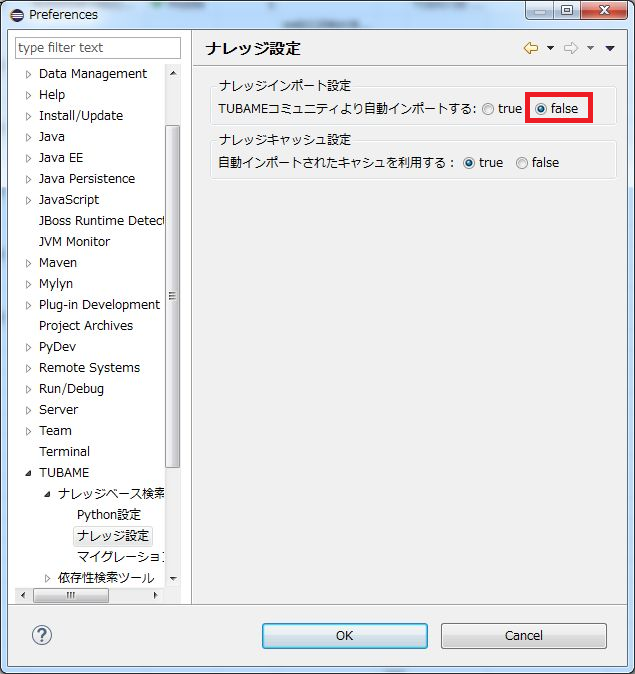 Preferences
type filter text
Data Management
Help
Install/Update
Java
Java EE
Java Persistence
JavaScript
JBoss Runtime Detect
JVM Monitor
Maven
Mylyn
Plug-in Development
Project Archives
PyDev
Remote Systems
Run/Debug
Server
Team
Terminal
TUBAME
ナレッジベース検索
Python設定
ナレッジ設定
マイグレーション
依存性検索ツール
ナレッジ設定
ナレッジインポート設定
TUBAMEコミュニティより自動インポートする: true false
ナレッジキャッシュ設定
自動インポートされたキャシュを利用する : true false
OK
Cancel